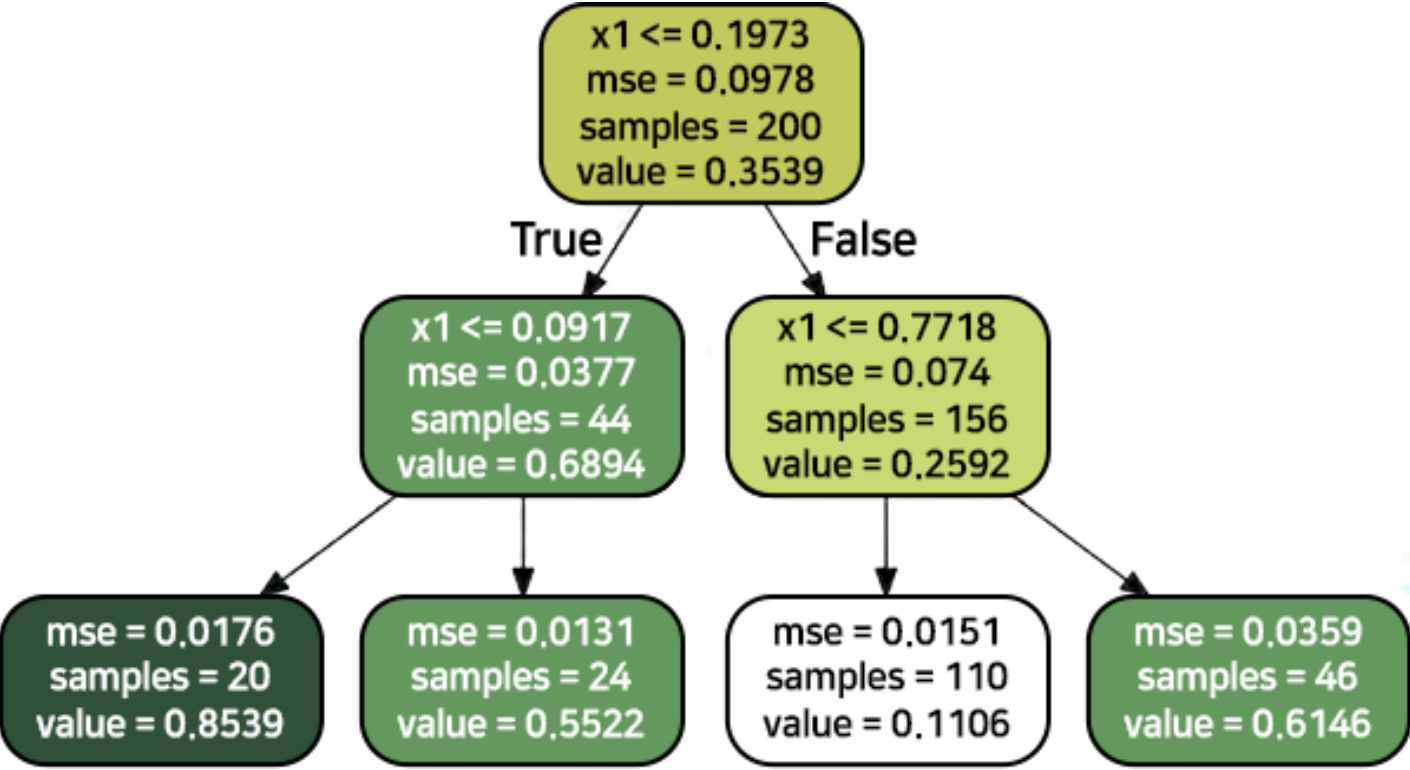 x1 <= 0.1973
mse = 0.0978
samples = 200
value = 0.3539
True
False
x1 <= 0.0917
mse = 0.0377
samples = 44
value = 0.6894
x1 <= 0.7718
mse = 0.074
samples = 156
value = 0.2592
mse = 0.0176
samples = 20
value = 0.8539
mse = 0.0131
samples = 24
value = 0.5522
mse = 0.0151
samples = 110
value = 0.1106
mse = 0.0359
samples = 46
value = 0.6146